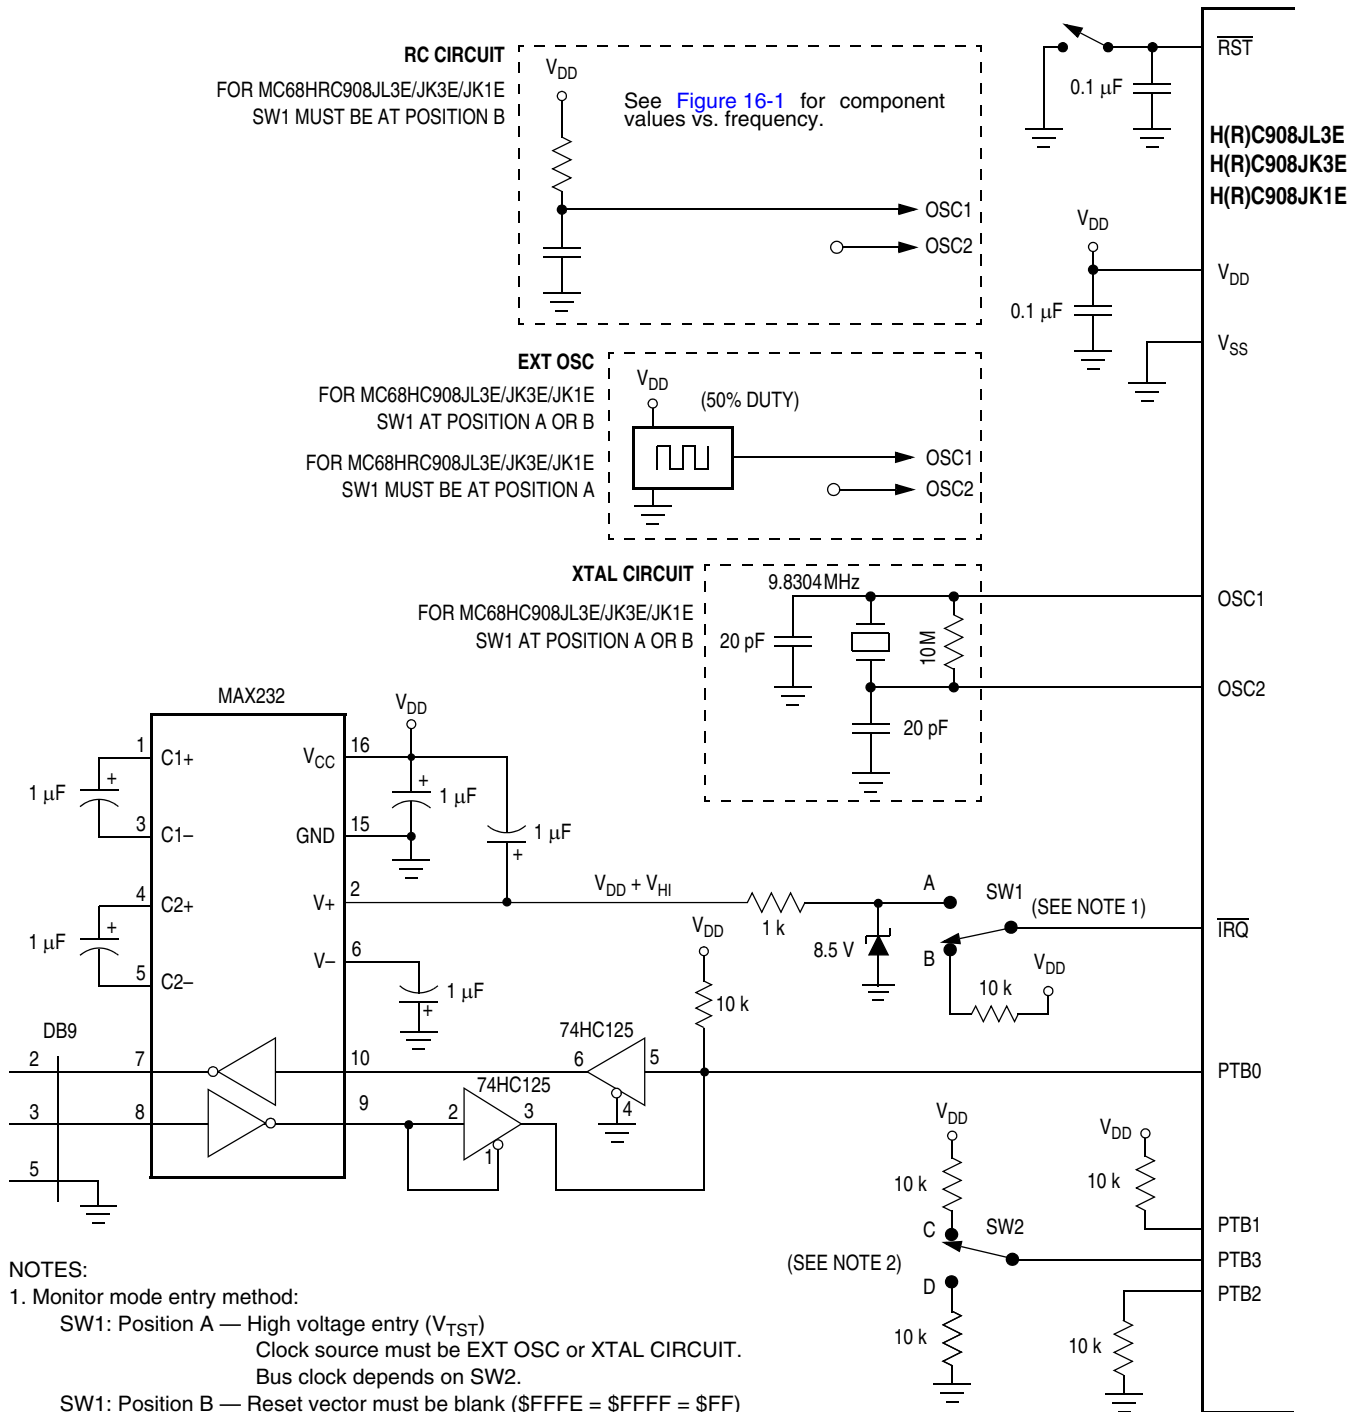 RC CIRCUIT
FOR MC68HRC908JL3E/JK3E/JK1E
SW1 MUST BE AT POSITION B
VDD
See Figure 16-1 for component
values vs. frequency.
OSC1
OSC2
RST
0.1 µF
H(R)C908JL3E
H(R)C908JK3E
H(R)C908JK1E
VDD
VDD
0.1 µF
VSS
EXT OSC
FOR MC68HC908JL3E/JK3E/JK1E
SW1 AT POSITION A OR B
FOR MC68HRC908JL3E/JK3E/JK1E
SW1 MUST BE AT POSITION A
VDD
(50% DUTY)
OSC1
OSC2
XTAL CIRCUIT
FOR MC68HC908JL3E/JK3E/JK1E
SW1 AT POSITION A OR B
9.8304MHz
20 pF
10M
20 pF
OSC1
OSC2
MAX232
VDD
1
C1+
VCC
16
1 µF
+
+
1 µF
3
C1–
GND
15
1 µF
+
4
C2+
V+
2
VDD + VHI
1 k
1 µF
+
5
C2–
V–
6
1 µF
+
8.5 V
A
SW1
(SEE NOTE 1)
B
IRQ
VDD
10 k
VDD
10 k
DB9
2
7
10
74HC125
6
5
4
PTB0
3
8
9
74HC125
2
3
1
5
VDD
10 k
C
SW2
(SEE NOTE 2)
D
10 k
VDD
10 k
PTB1
PTB3
PTB2
10 k
NOTES:
1. Monitor mode entry method:
SW1: Position A — High voltage entry (VTST)
Clock source must be EXT OSC or XTAL CIRCUIT.
Bus clock depends on SW2.
SW1: Position B — Reset vector must be blank ($FFFE = $FFFF = $FF)